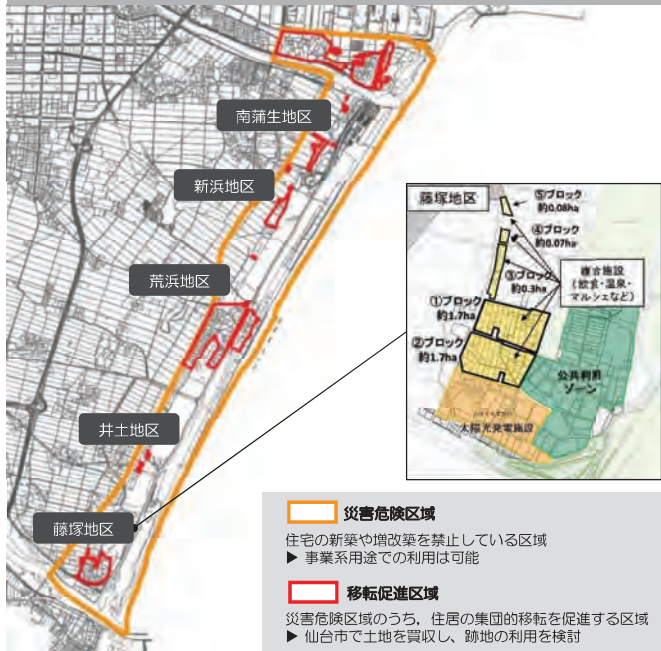 南蒲生地区
新浜地区
荒浜地区
井土地区
藤塚地区
藤塚地区
⑤ブロック
約0.08ha
④ブロック
約0.07ha
③ブロック
約0.3ha
複合施設
(飲食・温泉・
マルシェなど)
①ブロック
約1.7ha
②ブロック
約1.7ha
公共利用
ゾーン
太陽光発電施設
災害危険区域
住宅の新築や増改築を禁止している区域
▶ 事業系用途での利用は可能
移転促進区域
災害危険区域のうち,住居の集団的移転を促進する区域
▶ 仙台市で土地を買収し、跡地の利用を検討